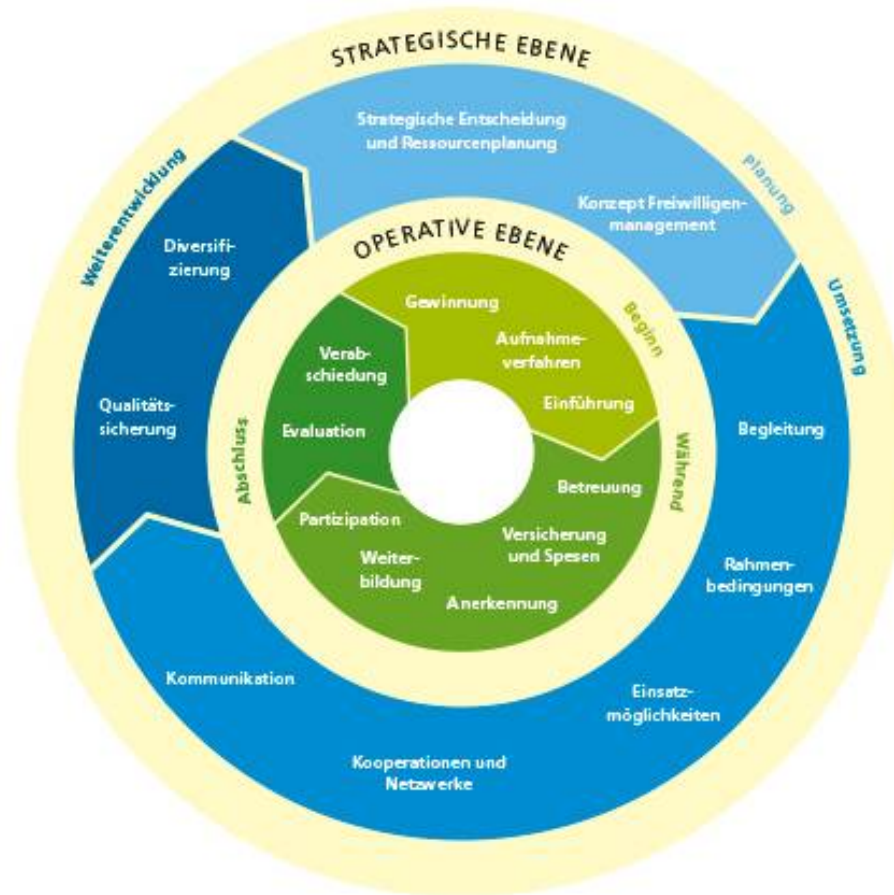 STRATEGISCHE EBENE
Strategische Entscheidung
und Ressourcenplanung
Planung
Konzept Freiwilligen-
management
Umsetzung
Begleitung
Rahmen-
bedingungen
Einsatz-
möglichkeiten
Kooperationen und
Netzwerke
Kommunikation
Weiterentwicklung
Qualitäts-
sicherung
Diversifi-
zierung
OPERATIVE EBENE
Beginn
Gewinnung
Aufnahme-
verfahren
Einführung
Während
Betreuung
Versicherung
und Spesen
Anerkennung
Weiter-
bildung
Partizipation
Abschluss
Evaluation
Verab-
schiedung